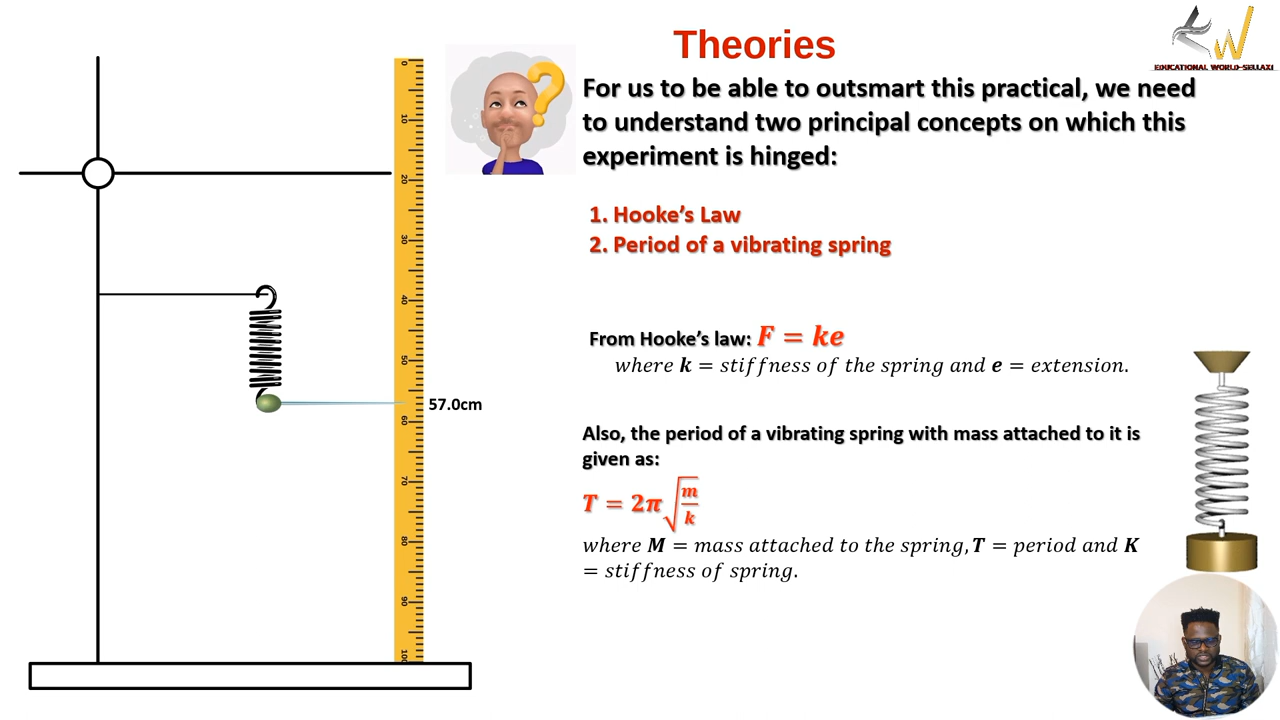 Theories
EDUCATIONAL WORLD-SELLAXI
For us to be able to outsmart this practical, we need
to understand two principal concepts on which this
experiment is hinged:
1. Hooke's Law
2. Period of a vibrating spring
From Hooke's law: F = ke
where k = stiffness of the spring and e = extension.
Also, the period of a vibrating spring with mass attached to it is
given as:
T = 2π√(m/k)
where M = mass attached to the spring, T = period and K
= stiffness of spring.
0
10
20
30
40
50
57.0cm
60
70
80
90
100